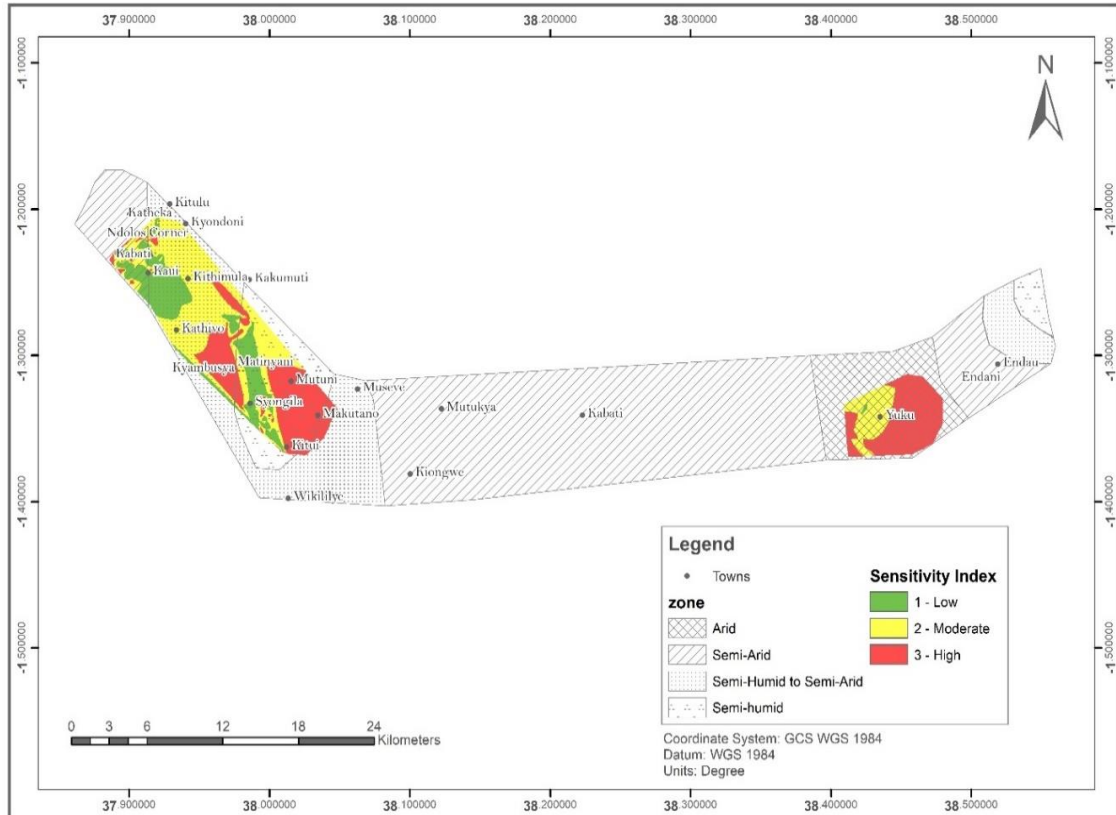 37.900000 38.000000 38.100000 38.200000 38.300000 38.400000 38.500000
-1.100000 -1.100000
N
-1.200000 -1.200000
Kitulu
Katheka
Kyondoni
Ndolos Corner
Kabati
Kaui
Kithimula
Kakumuti
Kathivo
-1.300000 -1.300000
Matinyani
Kyambusya
Mutuni
Museve
Endau
Endani
Syongila
Makutano
Mutukya
Kabati
Yuku
Kitui
Kiongwe
Wikililye
-1.400000 -1.400000
Legend
Towns
zone
Arid
Semi-Arid
Semi-Humid to Semi-Arid
Semi-humid
Sensitivity Index
1 - Low
2 - Moderate
3 - High
-1.500000 -1.500000
0 3 6 12 18 24
Kilometers
Coordinate System: GCS WGS 1984
Datum: WGS 1984
Units: Degree
37.900000 38.000000 38.100000 38.200000 38.300000 38.400000 38.500000